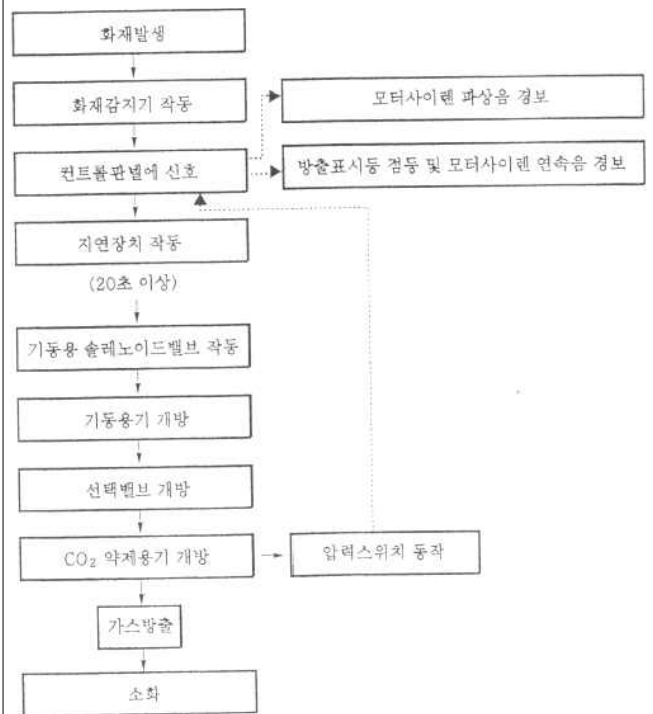 화재발생
화재감지기 작동
모터사이렌 파상음 경보
컨트롤판넬에 신호
방출표시등 점등 및 모터사이렌 연속음 경보
지연장치 작동
(20초 이상)
기동용 솔레노이드밸브 작동
기동용기 개방
선택밸브 개방
CO₂ 약제용기 개방
압력스위치 동작
가스방출
소화